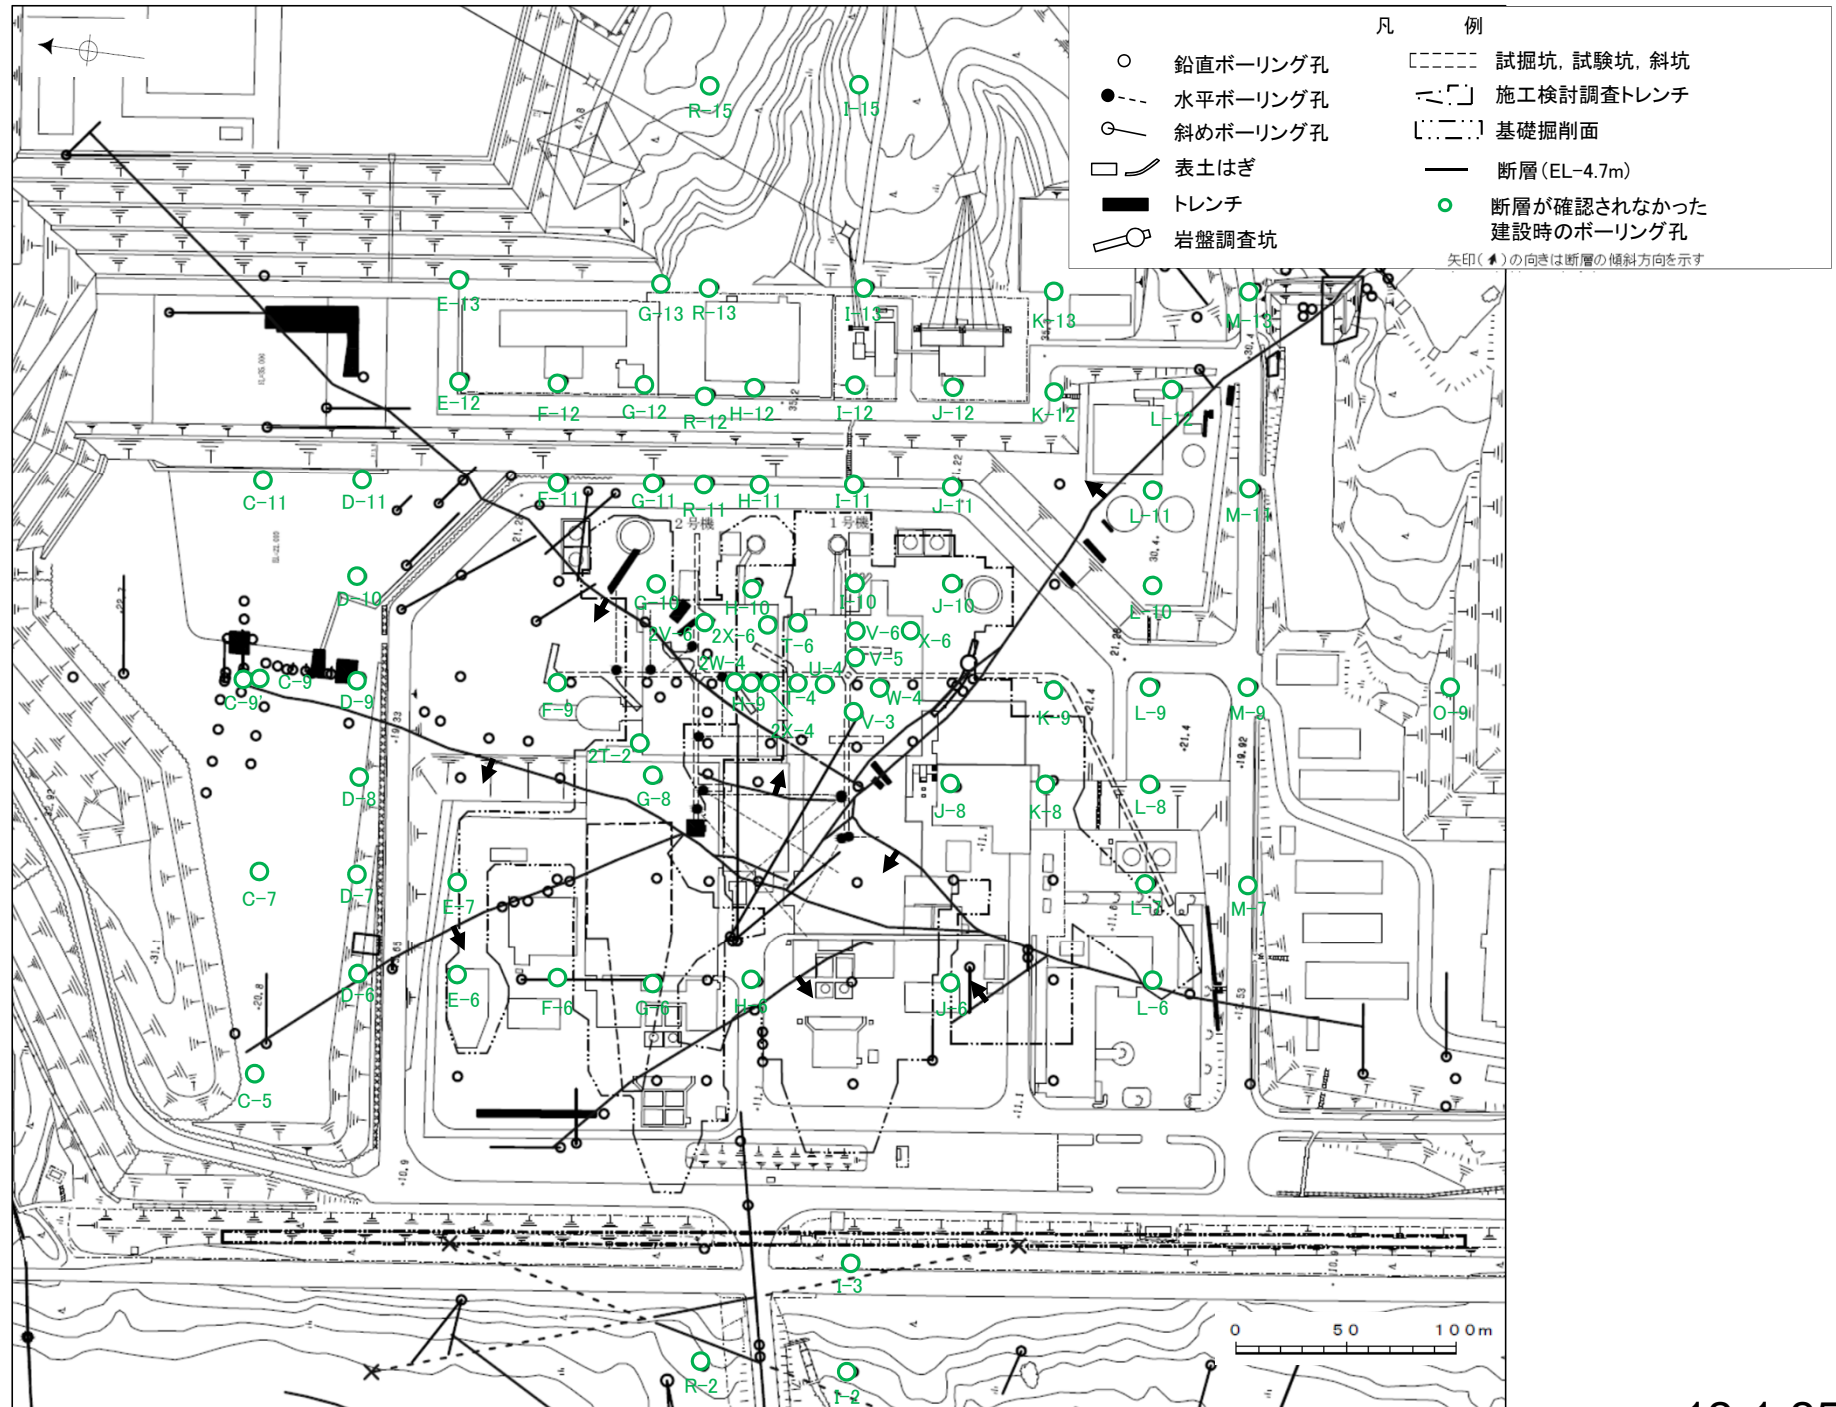 凡 例
鉛直ボーリング孔
水平ボーリング孔
斜めボーリング孔
表土はぎ
トレンチ
岩盤調査坑
試掘坑，試験坑，斜坑
施工検討調査トレンチ
基礎掘削面
断層（EL-4.7m）
断層が確認されなかった
建設時のボーリング孔
矢印( )の向きは断層の傾斜方向を示す
R-15 I-15
E-13 G-13 R-13 I-13 K-13 M-13
E-12 F-12 G-12 R-12 H-12 I-12 J-12 K-12 L-12
C-11 D-11 F-11 G-11 R-11 H-11 I-11 J-11 L-11 M-11
2号機 1号機
D-10 G-10 H-10 I-10 J-10 L-10
2V-6 2X-6 T-6 V-6 X-6
2W-4 U-4 V-5
C-9' C-9 D-9 F-9 H-9 T-4 W-4 K-9 L-9 M-9 O-9
2X-4 V-3
2T-2
D-8 G-8 J-8 K-8 L-8
C-7 D-7 E-7 L-7 M-7
D-6 E-6 F-6 G-6 H-6 J-6 L-6
C-5
I-3
R-2 I-2
0 50 100m